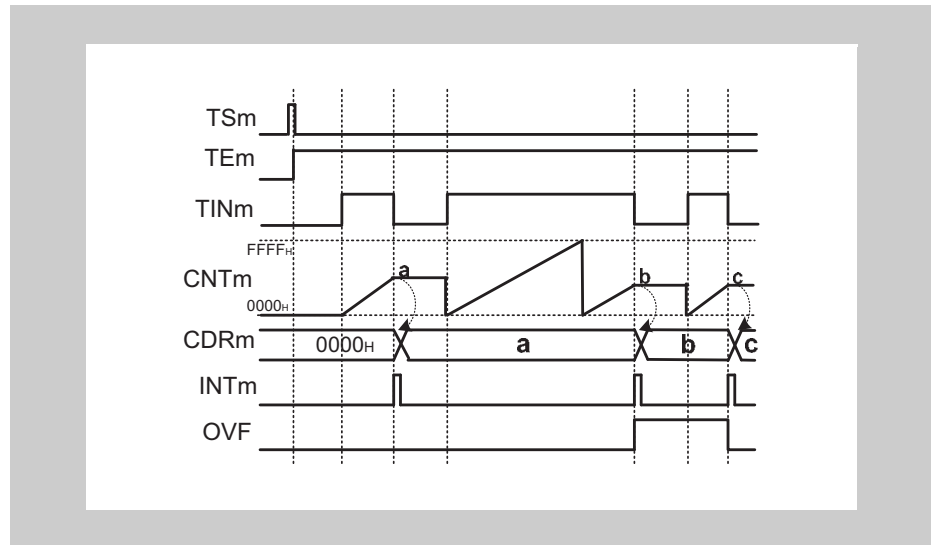 TSm
TEm
TINm
FFFFH
CNTm
a
b
c
0000H
CDRm
0000H
a
b
c
INTm
OVF